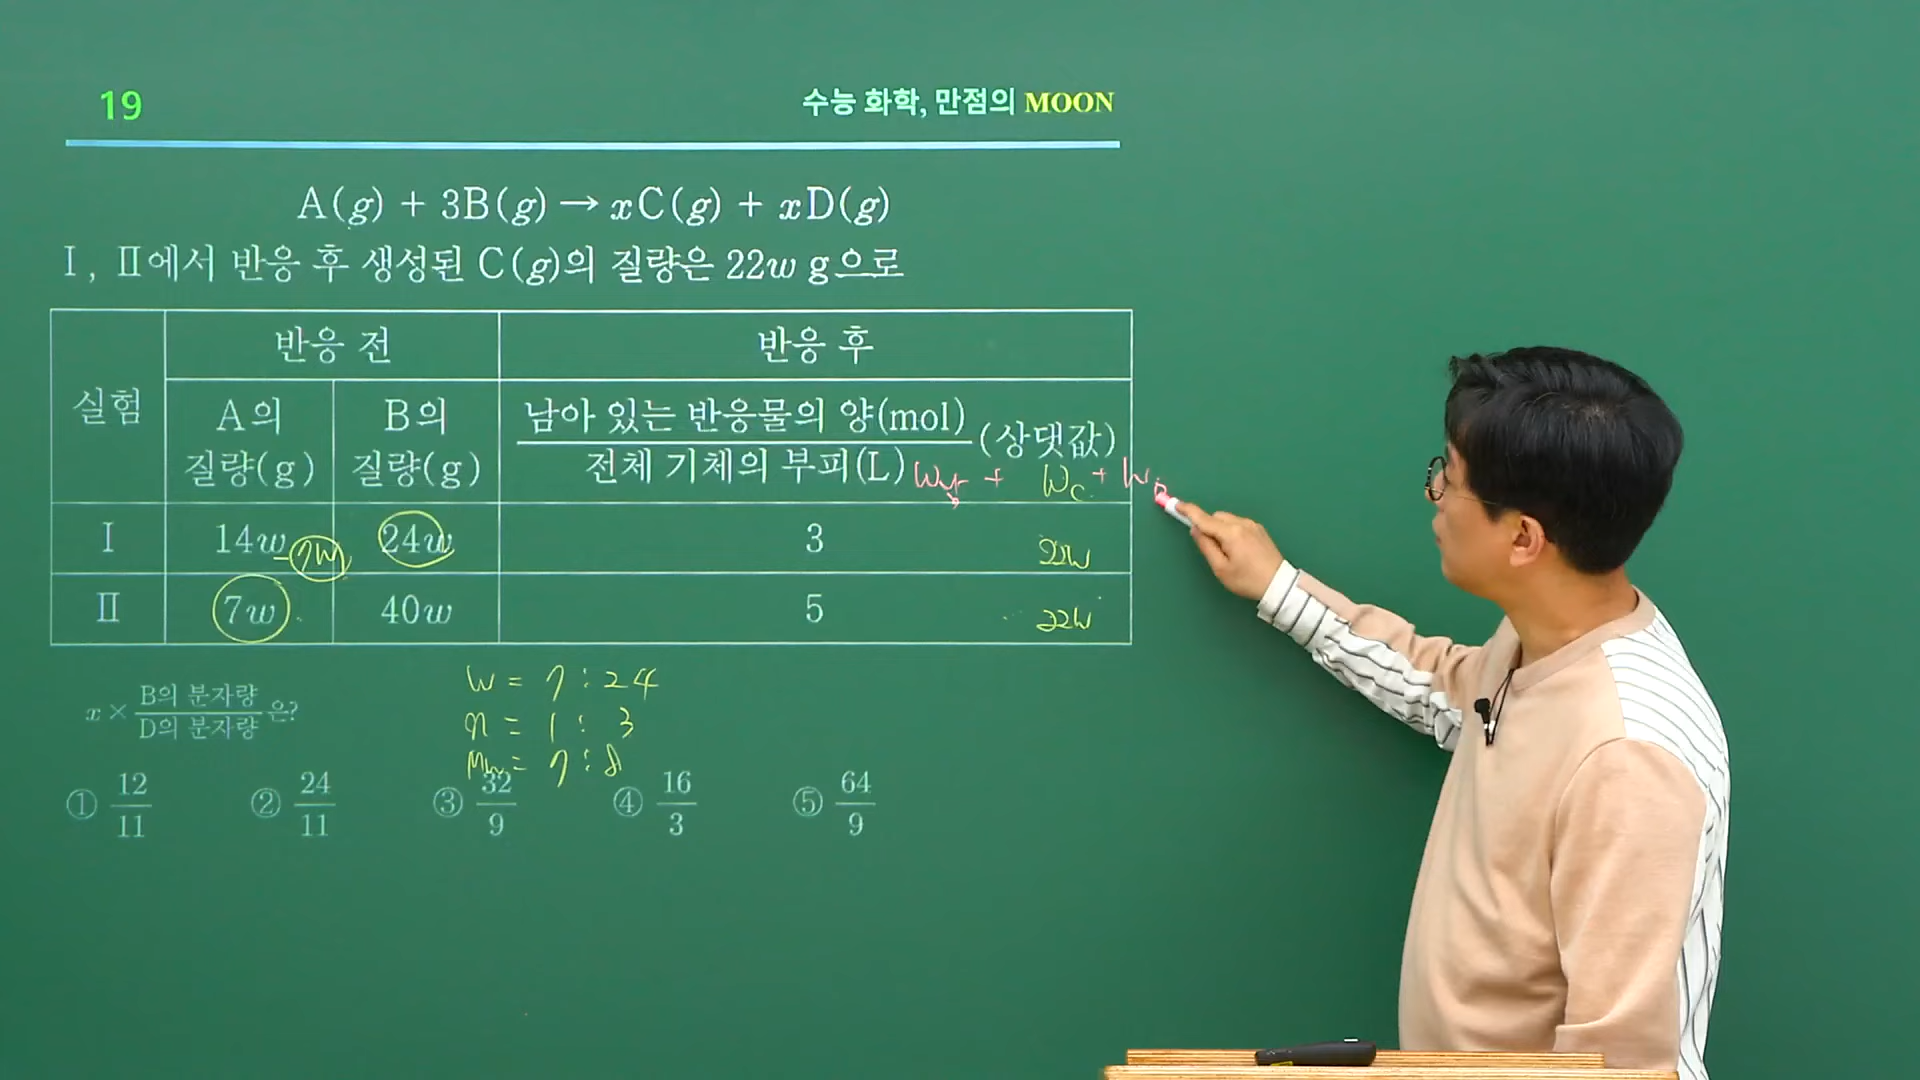 19
수능 화학, 만점의 MOON
A(g) + 3B(g) → xC(g) + xD(g)
Ⅰ, Ⅱ에서 반응 후 생성된 C(g)의 질량은 22w g으로
실험 반응 전 반응 후
A의 질량(g) B의 질량(g) 남아 있는 반응물의 양(mol) / 전체 기체의 부피(L) (상댓값)
W + Wc + W
Ⅰ 14w -7w 24w 3 22w
Ⅱ 7w 40w 5 22w
w = 7 : 24
n = 1 : 3
Mw = 7 : 8
x × B의 분자량 / D의 분자량 은?
① 12/11 ② 24/11 ③ 32/9 ④ 16/3 ⑤ 64/9